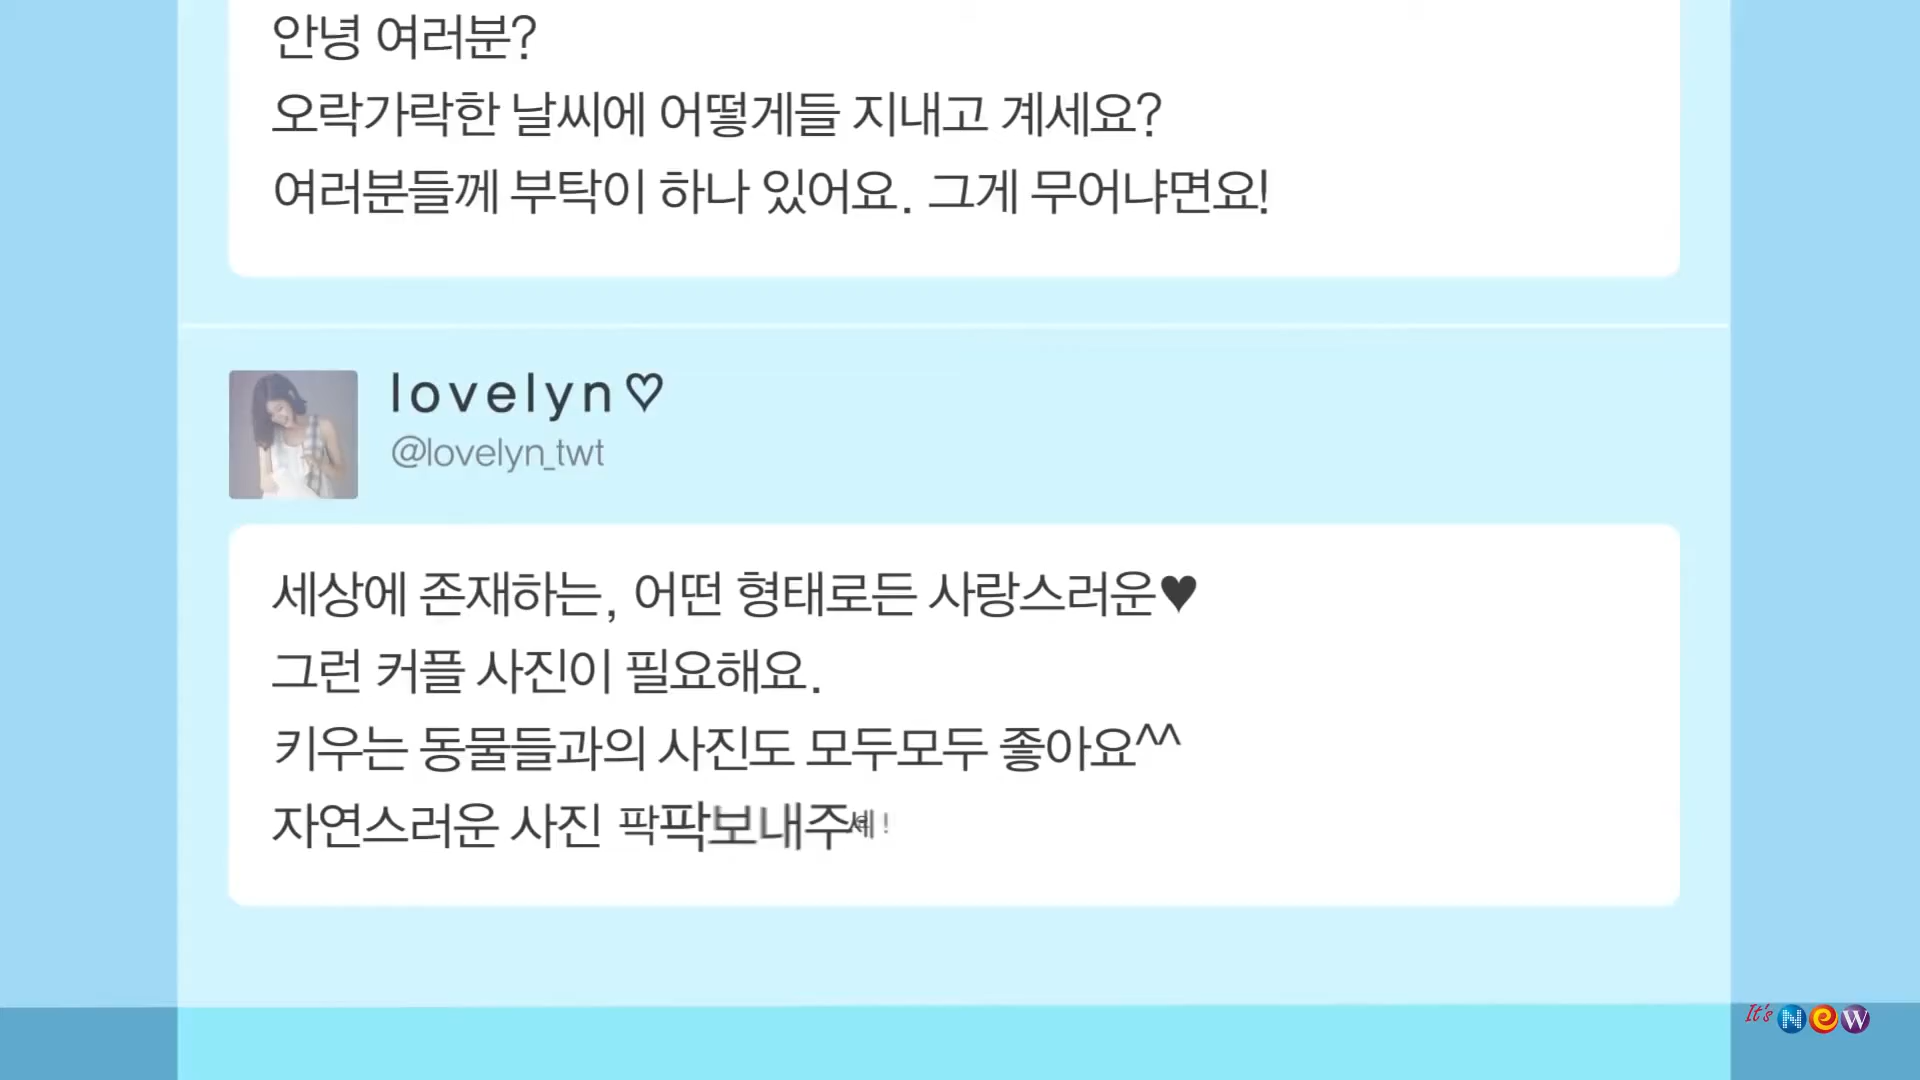 안녕 여러분?
오락가락한 날씨에 어떻게들 지내고 계세요?
여러분들께 부탁이 하나 있어요. 그게 무어냐면요!
lovelyn♡
@lovelyn_twt
세상에 존재하는, 어떤 형태로든 사랑스러운♥
그런 커플 사진이 필요해요.
키우는 동물들과의 사진도 모두모두 좋아요^^
자연스러운 사진 팍팍보내주세!
It's NeW